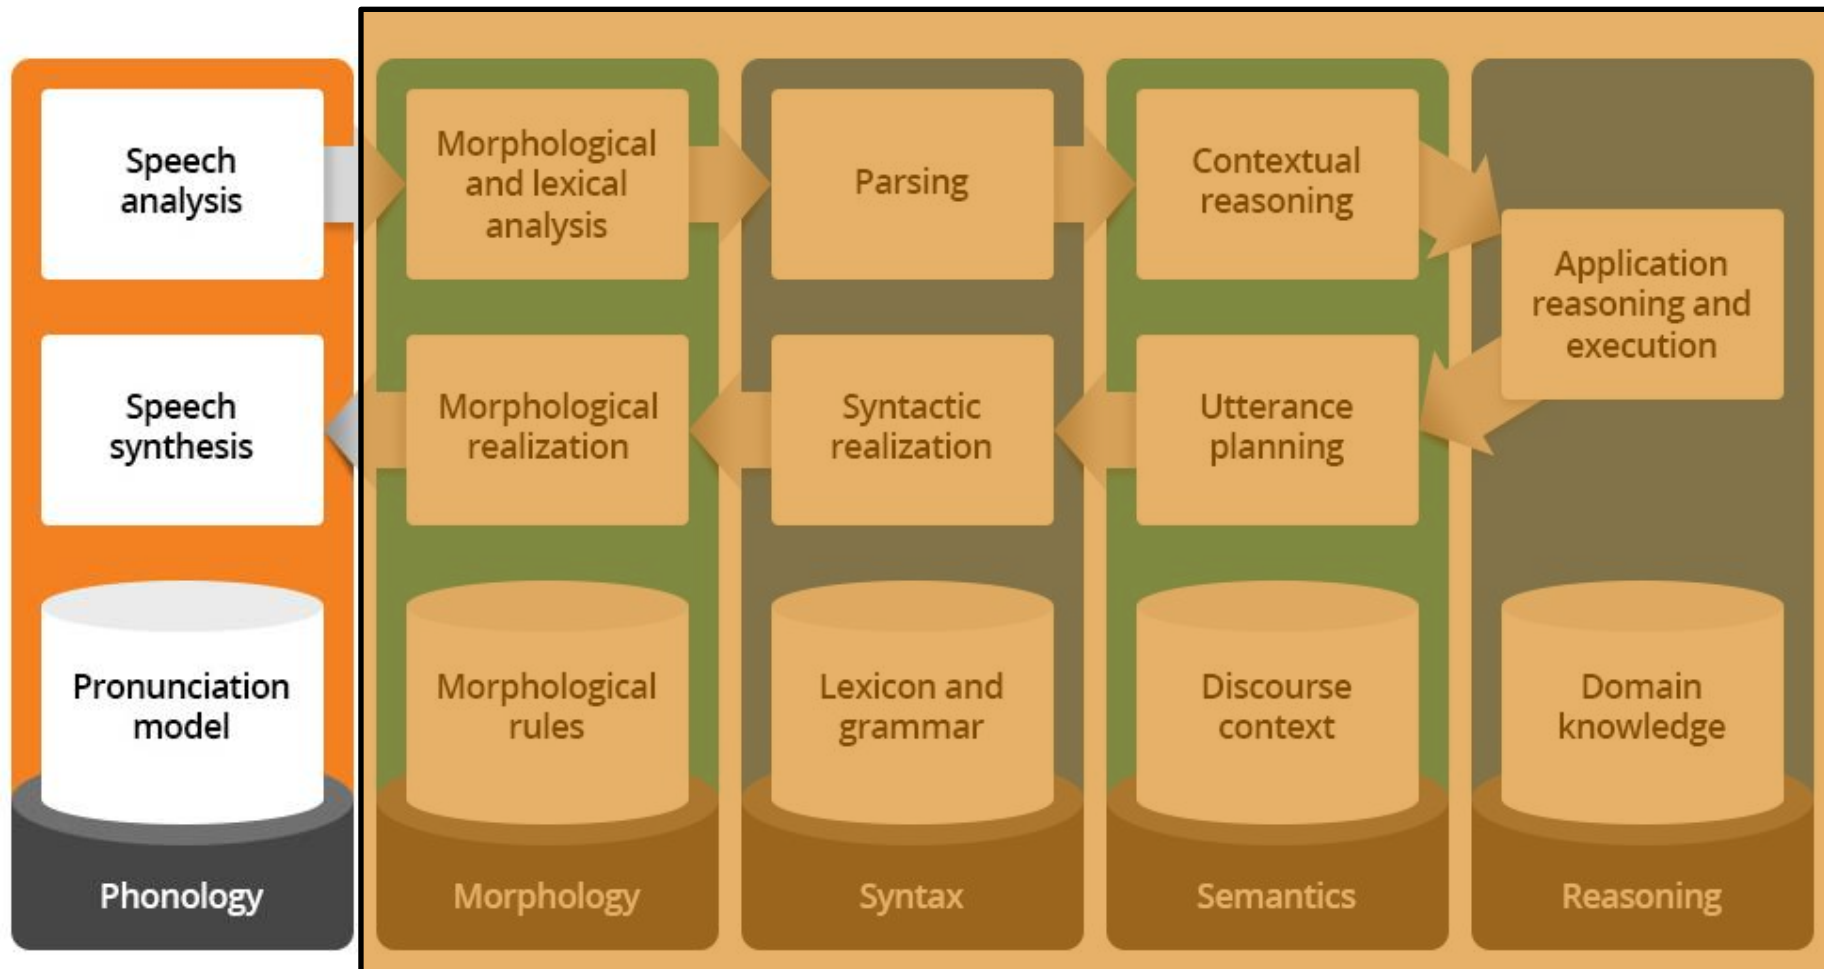 Speech
analysis
Morphological
and lexical
analysis
Parsing
Contextual
reasoning
Application
reasoning and
execution
Speech
synthesis
Morphological
realization
Syntactic
realization
Utterance
planning
Pronunciation
model
Morphological
rules
Lexicon and
grammar
Discourse
context
Domain
knowledge
Phonology
Morphology
Syntax
Semantics
Reasoning